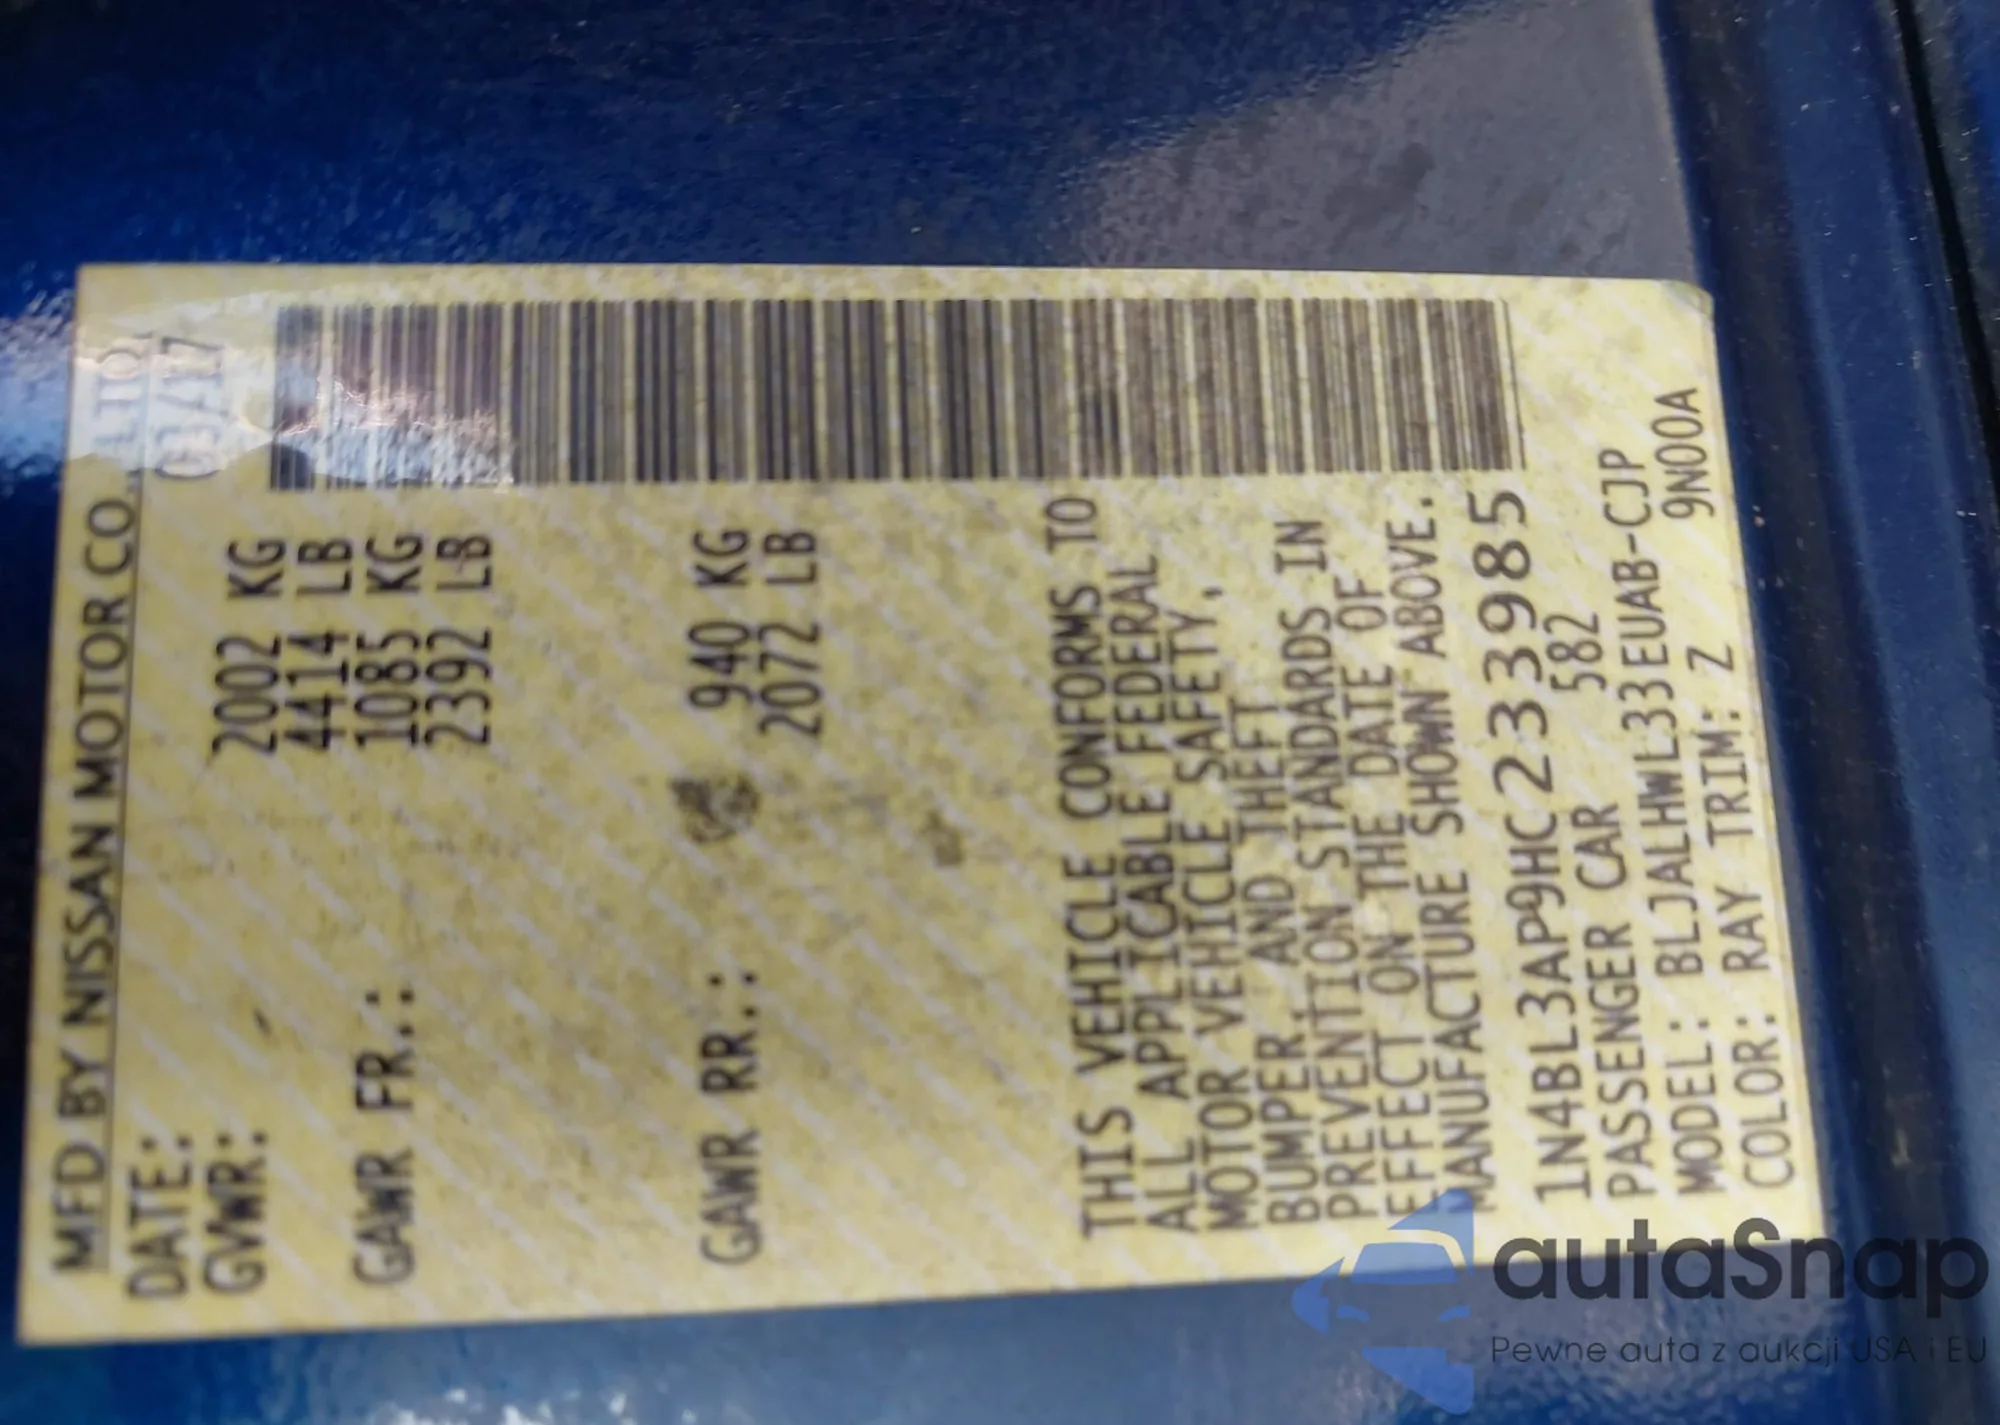 MFD BY NISSAN MOTOR CO., LTD.
DATE: 03/17
GVWR: 2002 KG
4414 LB
GAWR FR.: 1085 KG
2392 LB
GAWR RR.: 940 KG
2072 LB
THIS VEHICLE CONFORMS TO
ALL APPLICABLE FEDERAL
MOTOR VEHICLE SAFETY,
BUMPER, AND THEFT
PREVENTION STANDARDS IN
EFFECT ON THE DATE OF
MANUFACTURE SHOWN ABOVE.
1N4BL3AP9HC233985
PASSENGER CAR 582
MODEL: BLJALHWL33EUAB-CJP
COLOR: RAY TRIM: Z 9N00A
autaSnap
Pewne auta z aukcji USA i EU